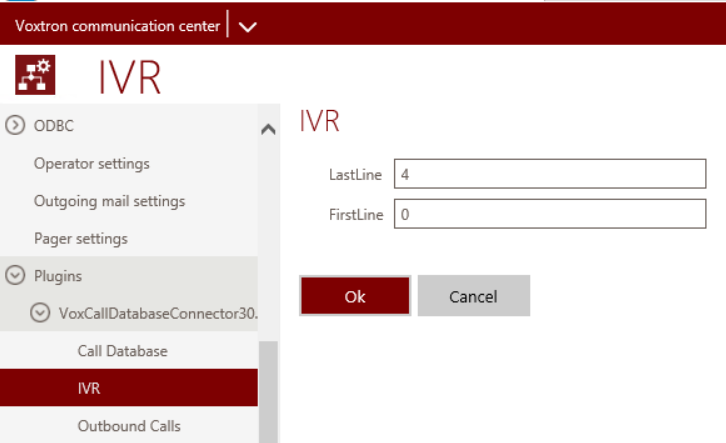 Voxtron communication center
IVR
ODBC
Operator settings
Outgoing mail settings
Pager settings
Plugins
VoxCallDatabaseConnector30.
Call Database
IVR
Outbound Calls
IVR
LastLine 4
FirstLine 0
Ok Cancel